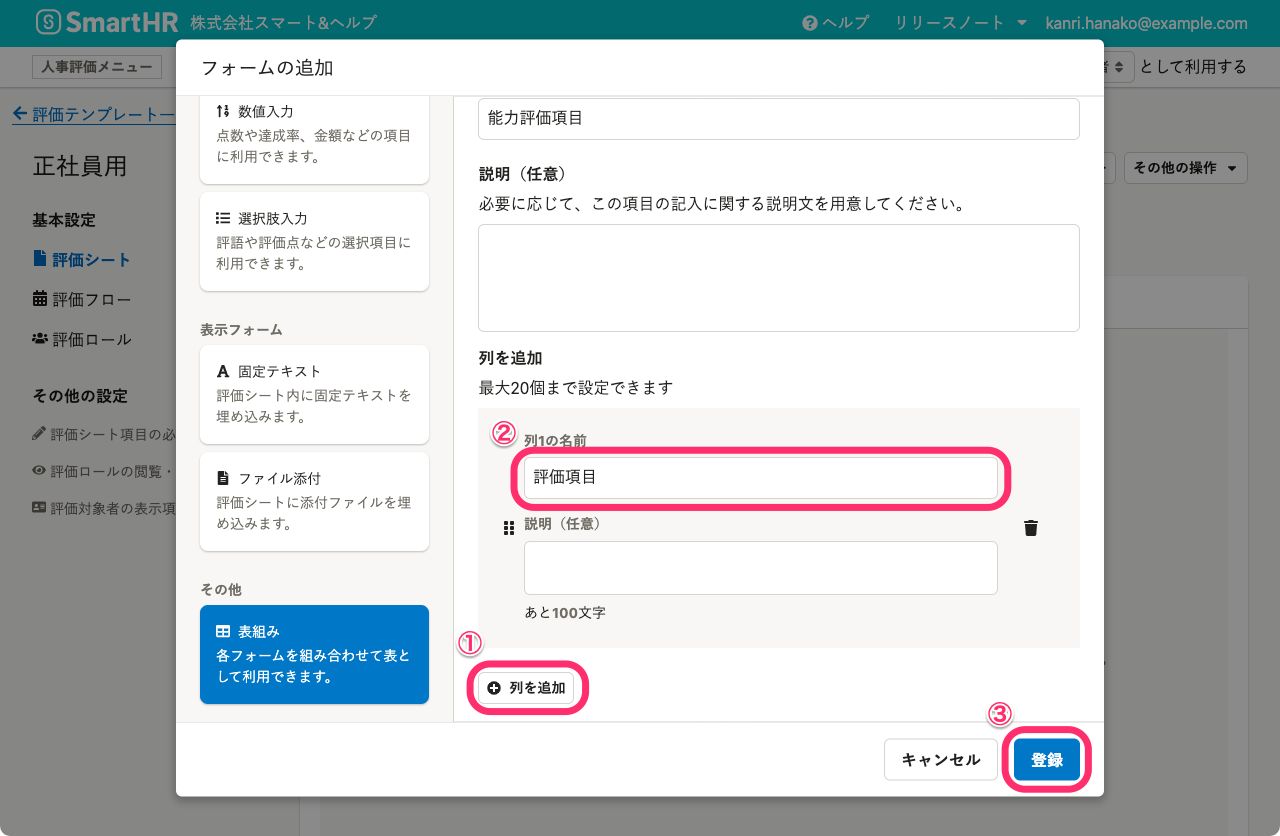 SmartHR 株式会社スマート&ヘルプ ヘルプ リリースノート kanri.hanako@example.com
人事評価メニュー として利用する
評価テンプレート一
正社員用
その他の操作
基本設定
評価シート
評価フロー
評価ロール
その他の設定
評価シート項目の必
評価ロールの閲覧・
評価対象者の表示項
フォームの追加
数値入力
点数や達成率、金額などの項目
に利用できます。
選択肢入力
評語や評価点などの選択項目に
利用できます。
表示フォーム
固定テキスト
評価シート内に固定テキストを
埋め込みます。
ファイル添付
評価シートに添付ファイルを埋
め込みます。
その他
表組み
各フォームを組み合わせて表と
して利用できます。
能力評価項目
説明（任意）
必要に応じて、この項目の記入に関する説明文を用意してください。
列を追加
最大20個まで設定できます
②
列1の名前
評価項目
説明（任意）
あと100文字
①
列を追加
③
キャンセル 登録